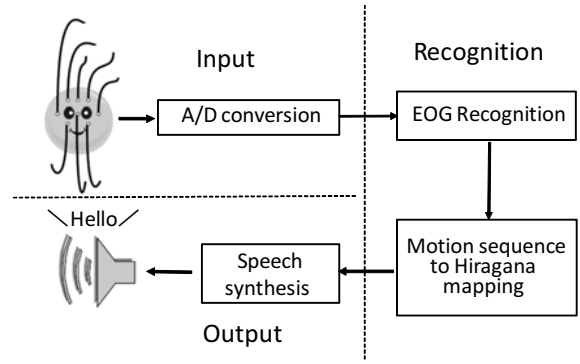 Input
Recognition
A/D conversion
EOG Recognition
Hello
Speech
synthesis
Motion sequence
to Hiragana
mapping
Output